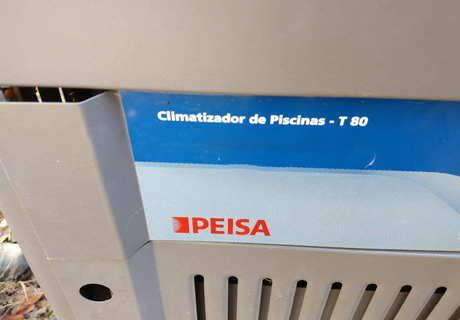 Climatizador de Piscinas - T 80
PEISA